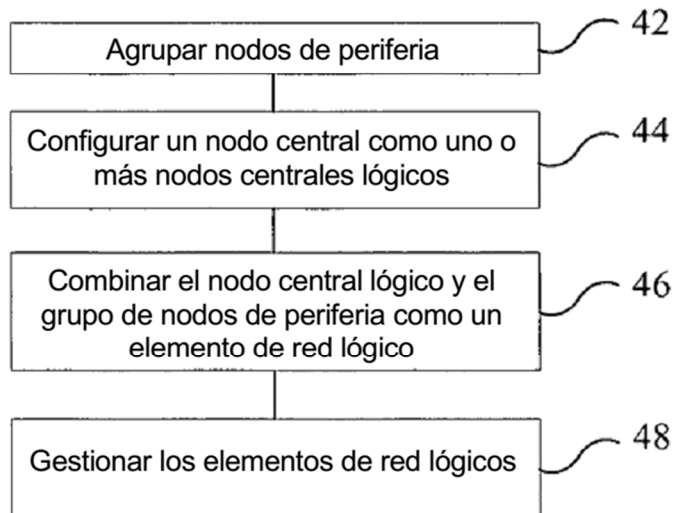 Agrupar nodos de periferia
42
Configurar un nodo central como uno o
más nodos centrales lógicos
44
Combinar el nodo central lógico y el
grupo de nodos de periferia como un
elemento de red lógico
46
Gestionar los elementos de red lógicos
48